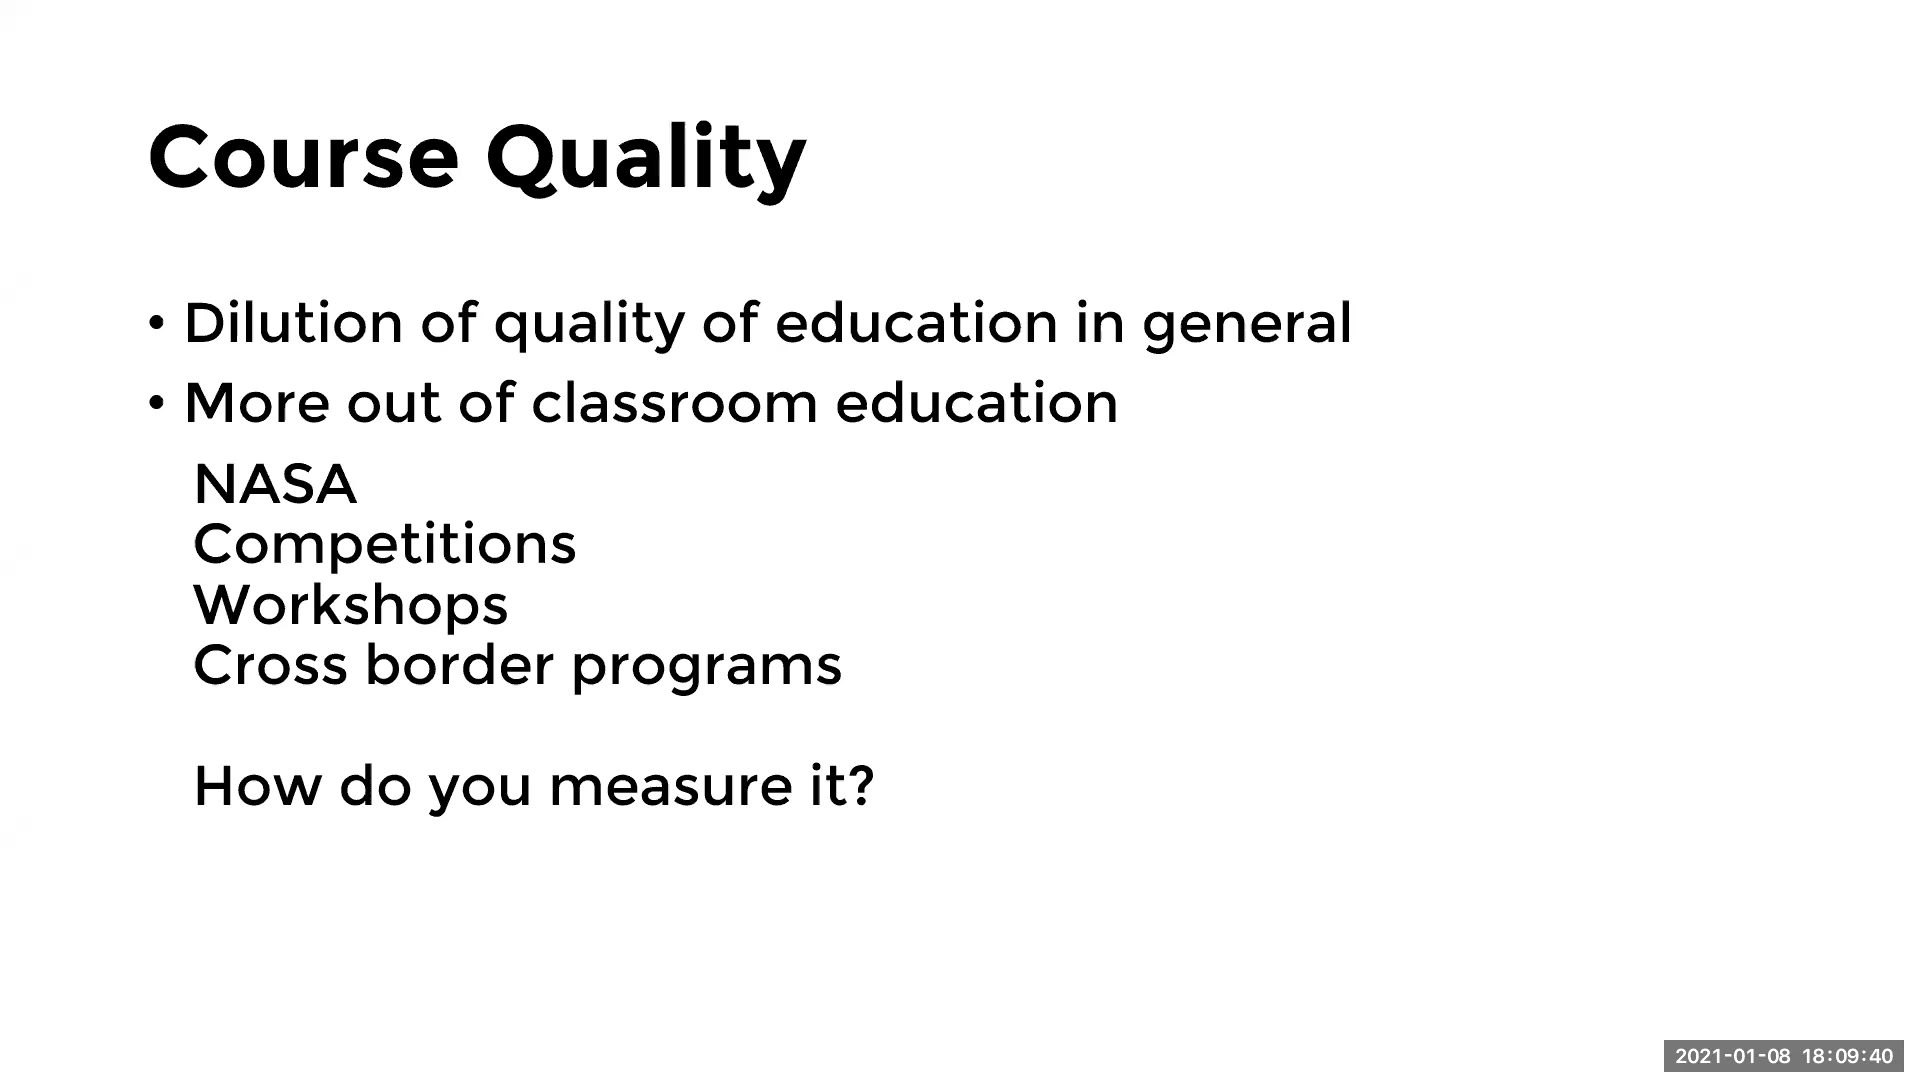 Course Quality
• Dilution of quality of education in general
• More out of classroom education
NASA
Competitions
Workshops
Cross border programs
How do you measure it?
2021-01-08 18:09:40